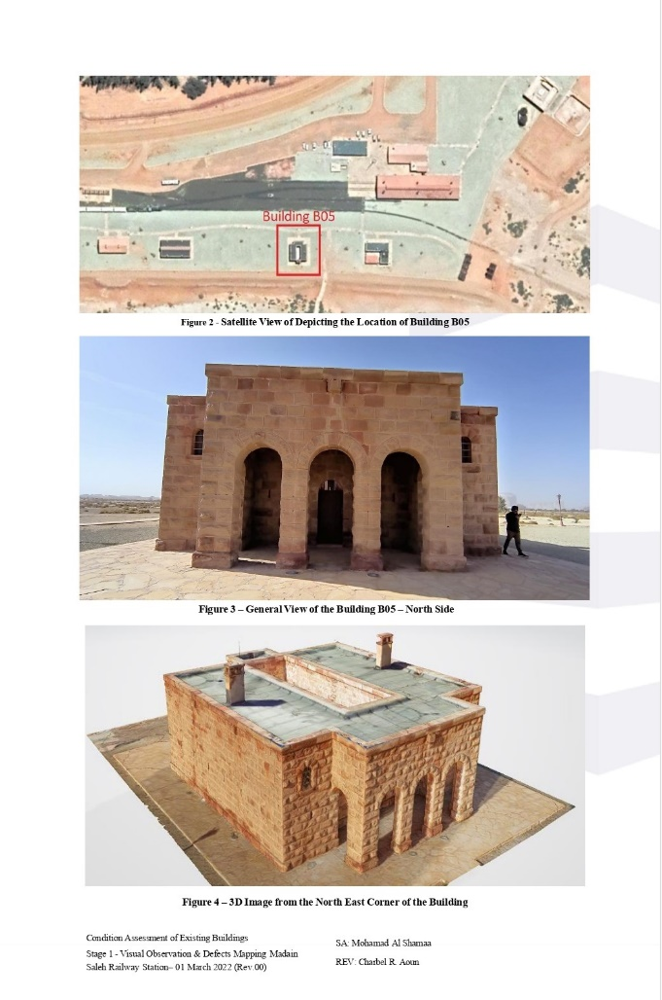 Building B05
Figure 2 - Satellite View of Depicting the Location of Building B05
Figure 3 – General View of the Building B05 – North Side
Figure 4 – 3D Image from the North East Corner of the Building
Condition Assessment of Existing Buildings
Stage 1 - Visual Observation & Defects Mapping Madain
Saleh Railway Station– 01 March 2022 (Rev.00)
SA: Mohamad Al Shamaa
REV: Charbel R. Aoun